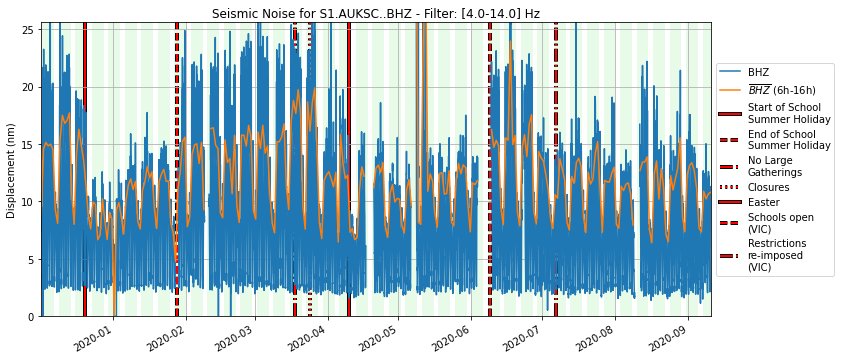 Seismic Noise for S1.AUKSC..BHZ - Filter: [4.0-14.0] Hz
Displacement (nm)
25
20
15
10
5
0
2020-01
2020-02
2020-03
2020-04
2020-05
2020-06
2020-07
2020-08
2020-09
BHZ
BHZ (6h-16h)
Start of School
Summer Holiday
End of School
Summer Holiday
No Large
Gatherings
Closures
Easter
Schools open
(VIC)
Restrictions
re-imposed
(VIC)